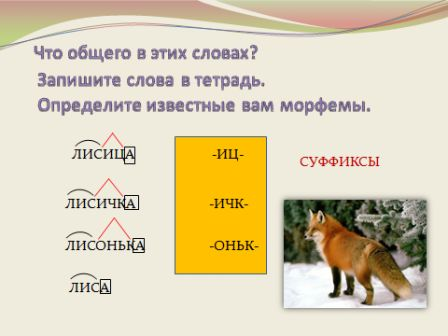 Что общего в этих словах?
Запишите слова в тетрадь.
Определите известные вам морфемы.
ЛИСИЦА -ИЦ-
СУФФИКСЫ
ЛИСИЧКА -ИЧК-
ЛИСОНЬКА -ОНЬК-
ЛИСА